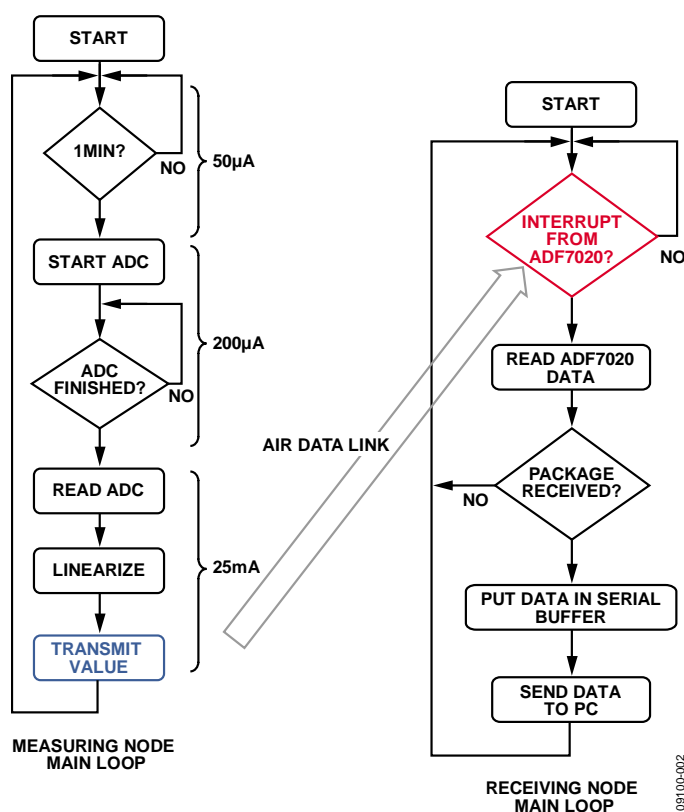 START
1MIN?
NO
50µA
START ADC
200µA
ADC
FINISHED?
NO
READ ADC
LINEARIZE
25mA
TRANSMIT
VALUE
MEASURING NODE
MAIN LOOP
AIR DATA LINK
START
INTERRUPT
FROM
ADF7020?
NO
READ ADF7020
DATA
PACKAGE
RECEIVED?
NO
PUT DATA IN SERIAL
BUFFER
SEND DATA
TO PC
RECEIVING NODE
MAIN LOOP
09100-002